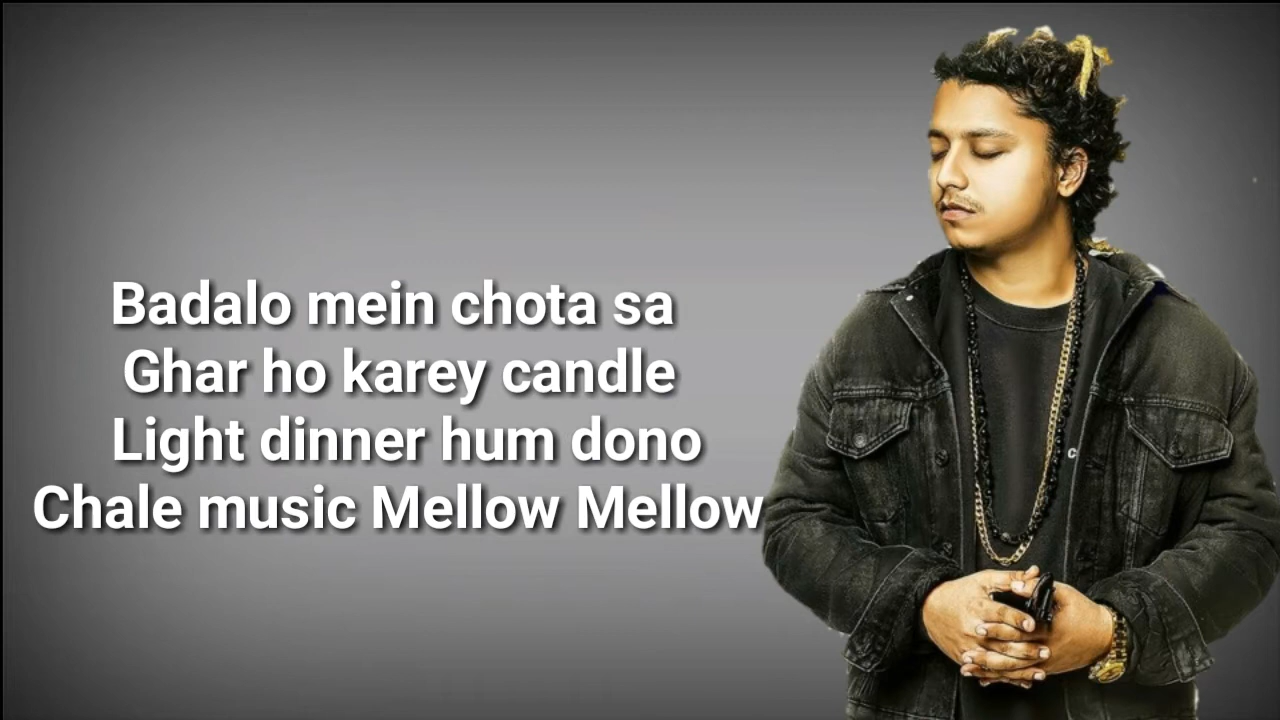 Badalo mein chota sa
Ghar ho karey candle
Light dinner hum dono
Chale music Mellow Mellow